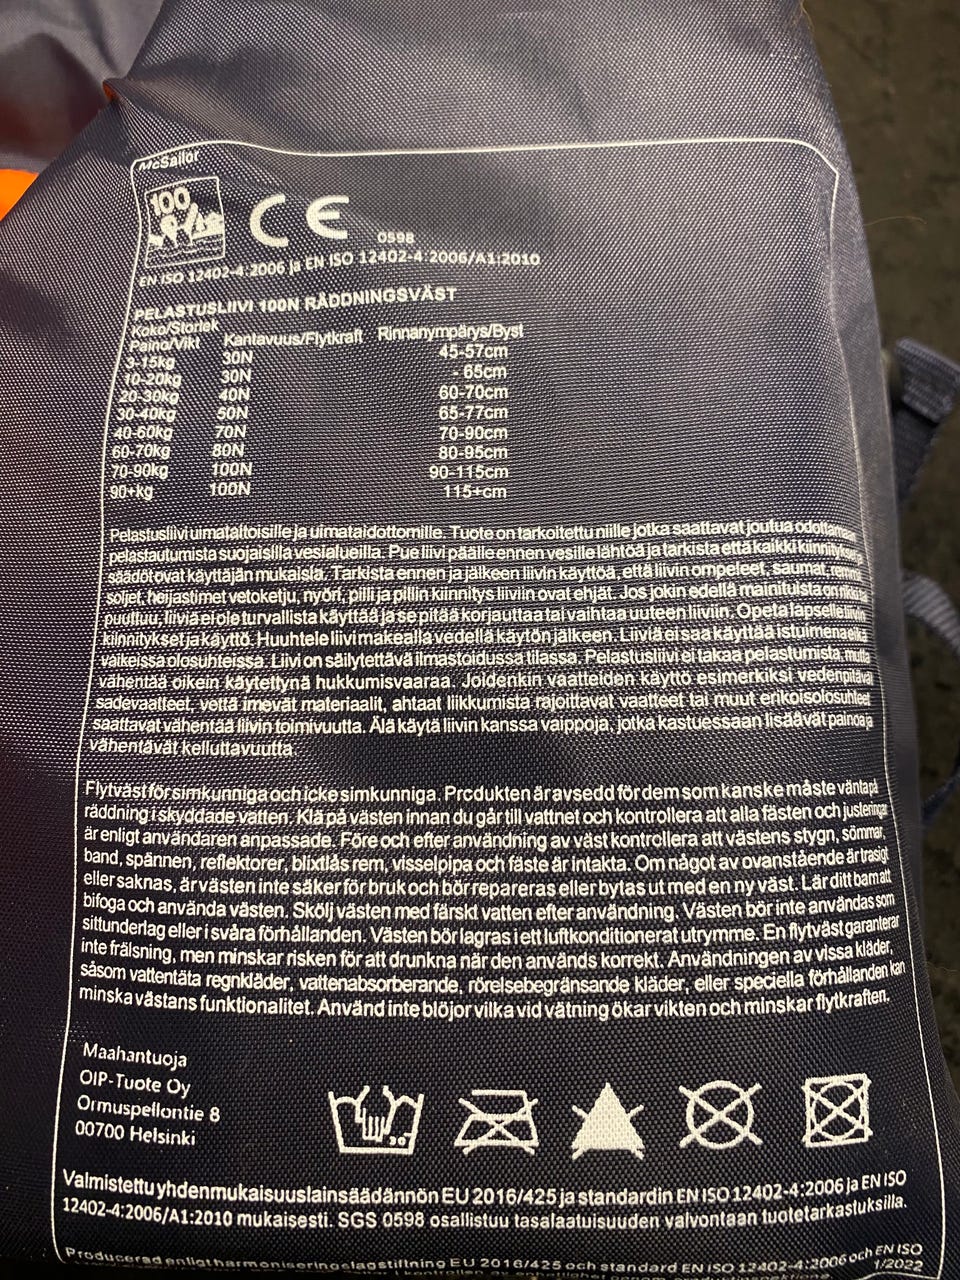 McSailor
100
CE
0598
EN ISO 12402-4:2006 ja EN ISO 12402-4:2006/A1:2010
PELASTUSLIIVI 100N RÄDDNINGSVÄST
Koko/Storlek
Paino/Vikt Kantavuus/Flytkraft Rinnanympärys/Byst
3-15kg 30N 45-57cm
10-20kg 30N - 65cm
20-30kg 40N 60-70cm
30-40kg 50N 65-77cm
40-60kg 70N 70-90cm
60-70kg 80N 80-95cm
70-90kg 100N 90-115cm
90+kg 100N 115+cm
Pelastusliivi uimataitoisille ja uimataidottomille. Tuote on tarkoitettu niille jotka saattavat joutua odottamaan
pelastautumista suojaisilla vesialueilla. Pue liivi päälle ennen vesille lähtöä ja tarkista että kaikki
säädöt ovat käyttäjän mukaisia. Tarkista ennen ja jälkeen liivin käyttöä, että liivin ompeleet, saumat,
soljet, heijastimet vetoketju, nyöri, pilli ja pillin kiinnitys liiviin ovat ehjät. Jos jokin edellä mainituista on
puuttuu, liiviä ei ole turvallista käyttää ja se pitää korjauttaa tai vaihtaa uuteen liiviin. Opeta lapselle
kiinnitykset ja käyttö. Huuhtele liivi makealla vedellä käytön jälkeen. Liiviä ei saa käyttää istuimena eikä
vaikeissa olosuhteissa. Liivi on säilytettävä ilmastoidussa tilassa. Pelastusliivi ei takaa pelastumista, mutta
vähentää oikein käytettynä hukkumisvaaraa. Joidenkin vaatteiden käyttö esimerkiksi vedenpitävät
sadevaatteet, vettä imevät materiaalit, ahtaat liikkumista rajoittavat vaatteet tai muut erikoisolosuhteet
saattavat vähentää liivin toimivuutta. Älä käytä liivin kanssa vaippoja, jotka kastuessaan lisäävät painoa ja
vähentävät kelluttavuutta.
Flytväst för simkunniga och icke simkunniga. Prcdukten är avsedd för dem som kanske måste vänta på
räddning i skyddade vatten. Klä på västen innan du går till vattnet och kontrollera att alla fästen och justeringar
är enligt användaren anpassade. Före och efter användning av väst kontrollera att västens stygn, sömmar,
band, spännen, reflektorer, blixtlås rem, visselpipa och fäste är intakta. Om något av ovanstående är trasigt
eller saknas, är västen inte säker för bruk och bör repareras eller bytas ut med en ny väst. Lär ditt barn att
bifoga och använda västen. Skölj västen med färskt vatten efter användning. Västen bör inte användas som
sittunderlag eller i svåra förhållanden. Västen bör lagras i ett luftkonditionerat utrymme. En flytväst garanterar
inte frälsning, men minskar risken för att drunkna när den används korrekt. Användningen av vissa kläder,
såsom vattentäta regnkläder, vattenabsorberande, rörelsebegränsande kläder, eller speciella förhållanden kan
minska västans funktionalitet. Använd inte blöjor vilka vid vätning ökar vikten och minskar flytkraften.
Maahantuoja
OIP-Tuote Oy
Ormuspellontie 8
00700 Helsinki
30
Valmistettu yhdenmukaisuuslainsäädännön EU 2016/425 ja standardin EN ISO 12402-4:2006 ja EN ISO
12402-4:2006/A1:2010 mukaisesti. SGS 0598 osallistuu tasalaatuisuuden valvontaan tuotetarkastuksilla.
Producerad enligt harmoniseringslagstiftning EU 2016/425 och standard EN ISO 12402-4:2006 och EN ISO
1/2022